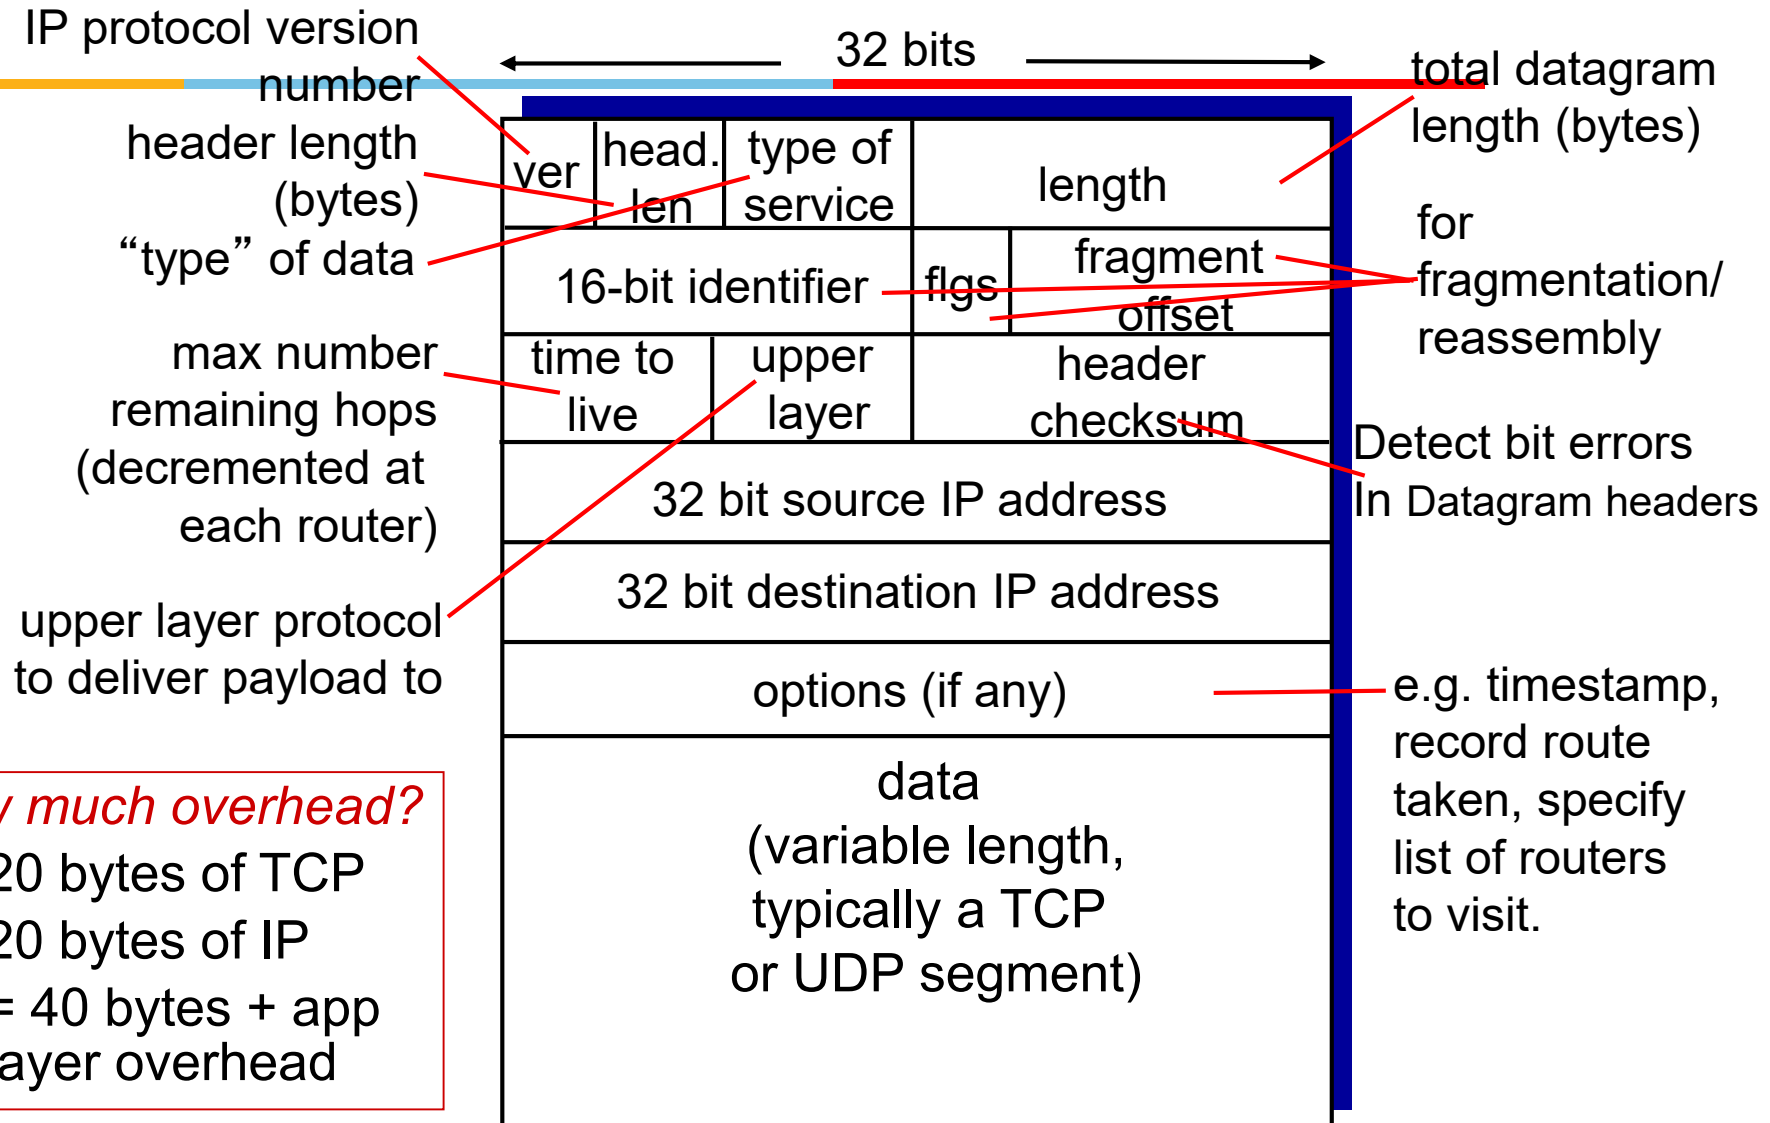 IP protocol version
number
header length
(bytes)
“type” of data
max number
remaining hops
(decremented at
each router)
upper layer protocol
to deliver payload to
much overhead?
20 bytes of TCP
20 bytes of IP
= 40 bytes + app
overhead
32 bits
ver
head.
len
type of
service
length
16-bit identifier
flgs
fragment
offset
time to
live
upper
layer
header
checksum
32 bit source IP address
32 bit destination IP address
options (if any)
data
(variable length,
typically a TCP
or UDP segment)
total datagram
length (bytes)
for
fragmentation/
reassembly
Detect bit errors
In Datagram headers
e.g. timestamp,
record route
taken, specify
list of routers
to visit.